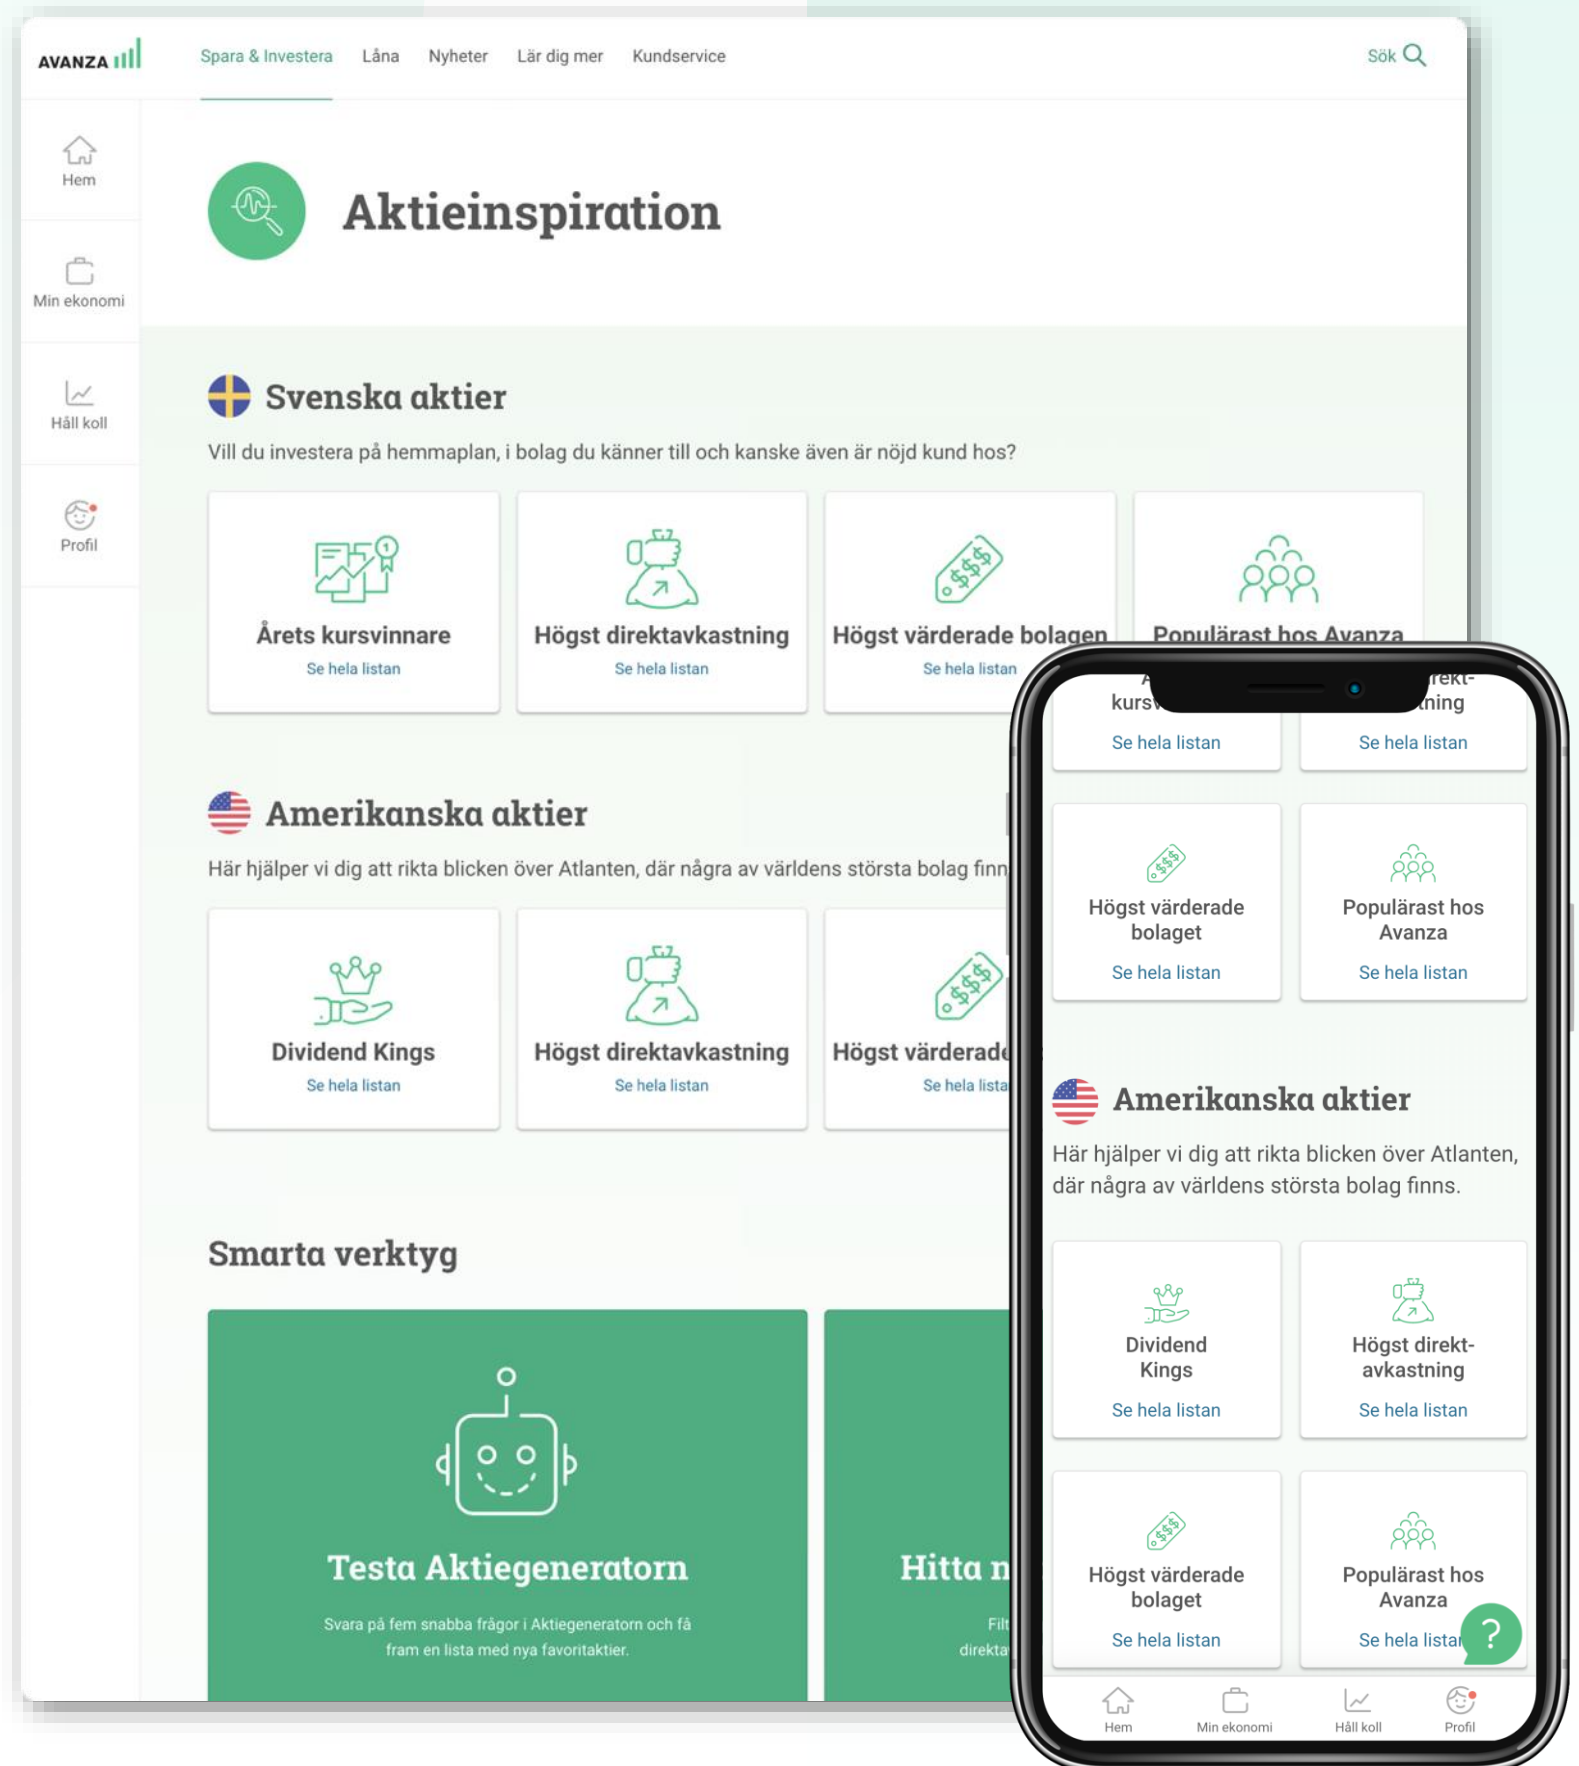 AVANZA
Spara & Investera Låna Nyheter Lär dig mer Kundservice Sök
Hem
Min ekonomi
Håll koll
Profil
Aktieinspiration
Svenska aktier
Vill du investera på hemmaplan, i bolag du känner till och kanske även är nöjd kund hos?
Årets kursvinnare
Se hela listan
Högst direktavkastning
Se hela listan
Högst värderade bolagen
Se hela listan
Populärast hos Avanza
Amerikanska aktier
Här hjälper vi dig att rikta blicken över Atlanten, där några av världens största bolag
Dividend Kings
Se hela listan
Högst direktavkastning
Se hela listan
Högst värderade
Se hela
Smarta verktyg
Testa Aktiegeneratorn
Svara på fem snabba frågor i Aktiegeneratorn och få
fram en lista med nya favoritaktier.
Hitta
Se hela listan
Se hela listan
Högst värderade
bolaget
Se hela listan
Populärast hos
Avanza
Se hela listan
Amerikanska aktier
Här hjälper vi dig att rikta blicken över Atlanten,
där några av världens största bolag finns.
Dividend
Kings
Se hela listan
Högst direkt-
avkastning
Se hela listan
Högst värderade
bolaget
Se hela listan
Populärast hos
Avanza
Se hela
?
Hem Min ekonomi Håll koll Profil